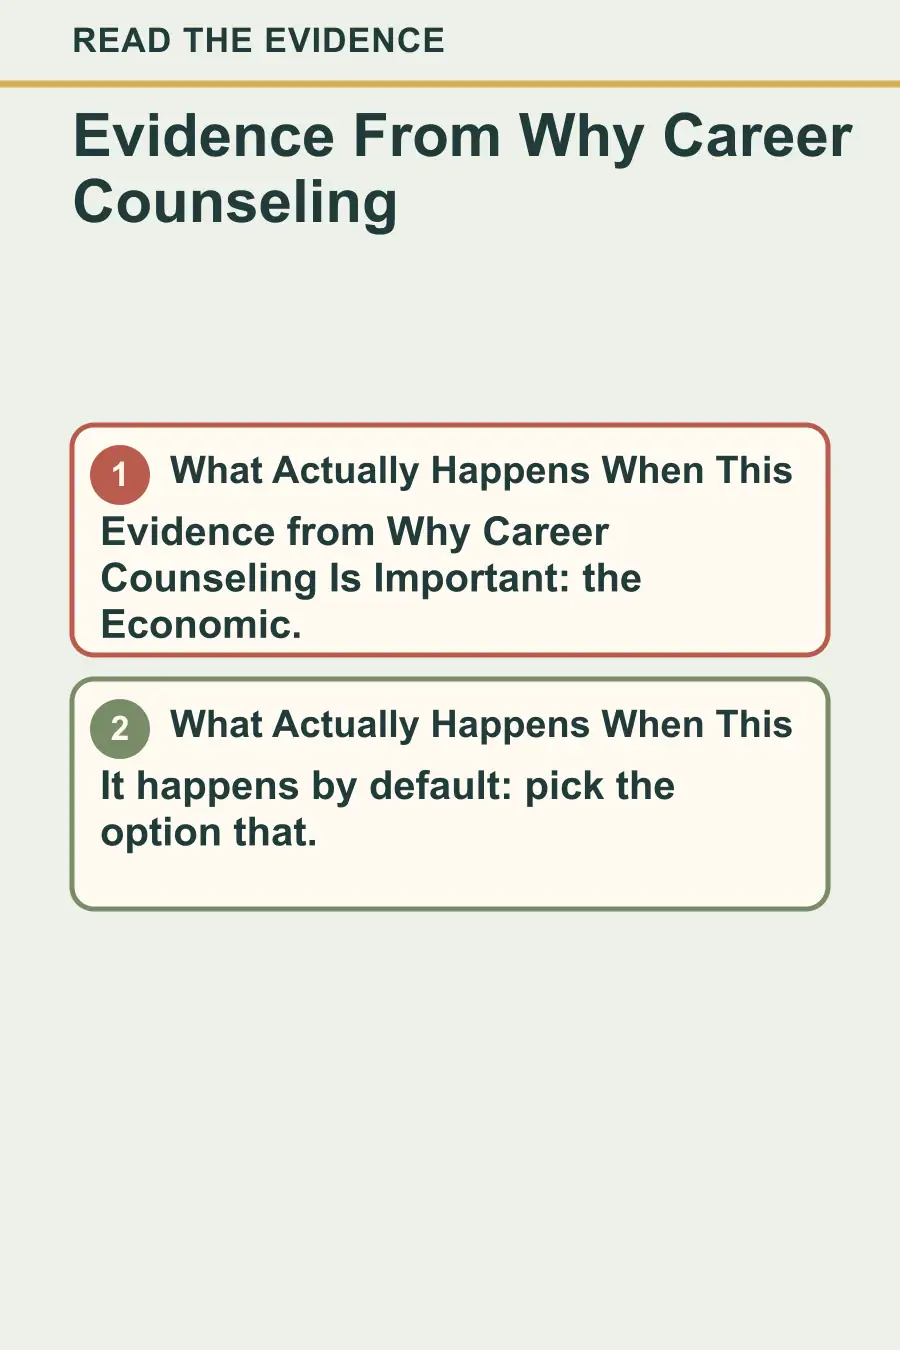 READ THE EVIDENCE
Evidence From Why Career
Counseling
1 What Actually Happens When This
Evidence from Why Career
Counseling Is Important: the
Economic.
2 What Actually Happens When This
It happens by default: pick the
option that.